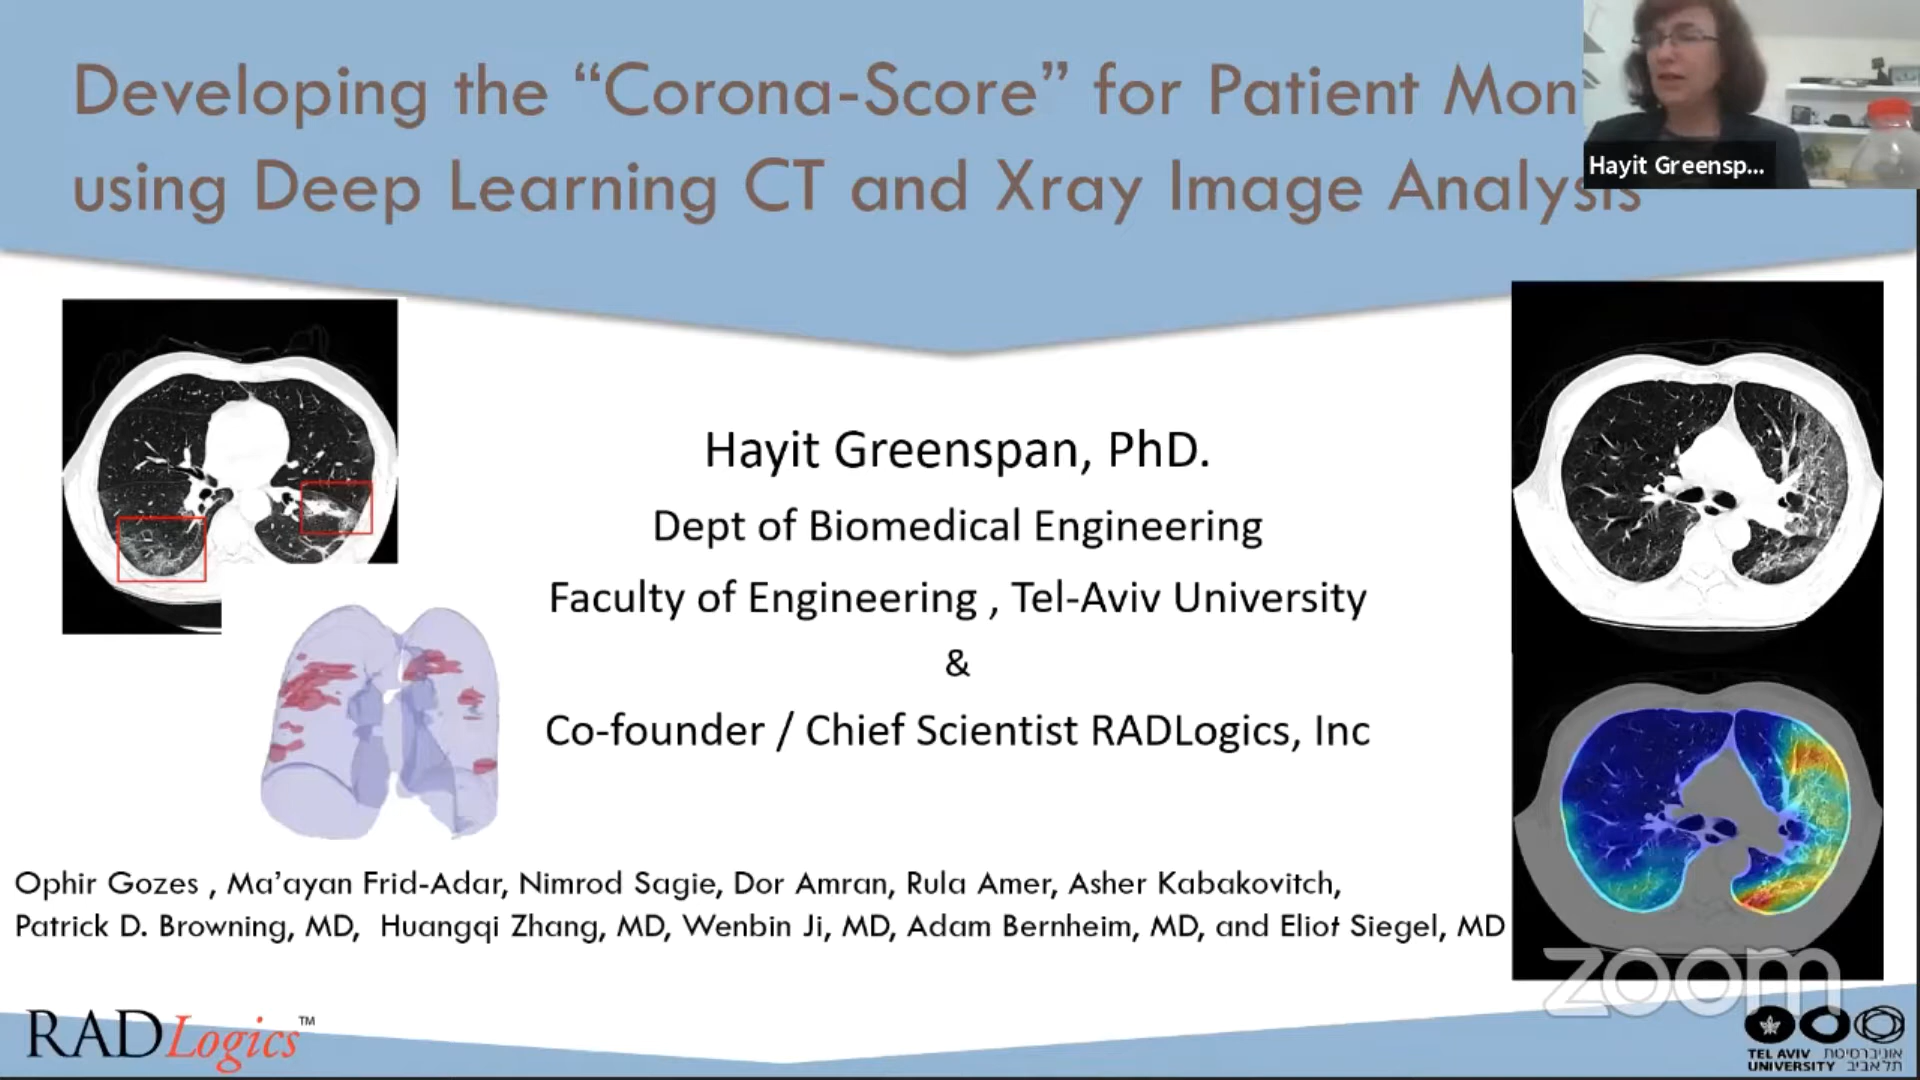 Developing the “Corona-Score” for Patient Mon
using Deep Learning CT and Xray Image Analysis
Hayit Greensp...
Hayit Greenspan, PhD.
Dept of Biomedical Engineering
Faculty of Engineering , Tel-Aviv University
&
Co-founder / Chief Scientist RADLogics, Inc
Ophir Gozes , Ma’ayan Frid-Adar, Nimrod Sagie, Dor Amran, Rula Amer, Asher Kabakovitch,
Patrick D. Browning, MD, Huangqi Zhang, MD, Wenbin Ji, MD, Adam Bernheim, MD, and Eliot Siegel, MD
zoom
RADLogics™
TEL AVIV אוניברסיטת
UNIVERSITY תל אביב